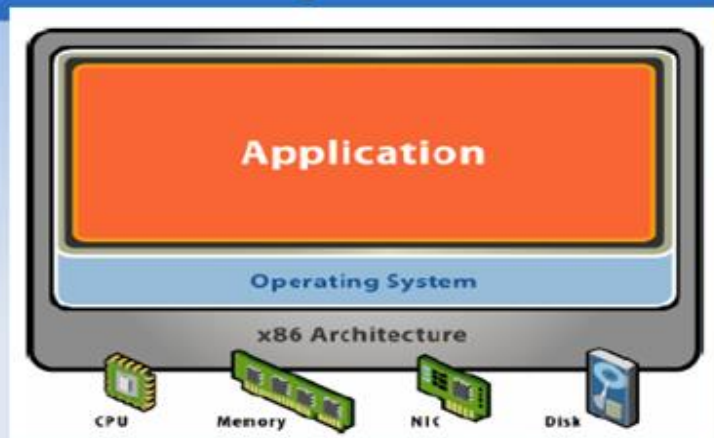 Application
Operating System
x86 Architecture
CPU Memory NIC Disk